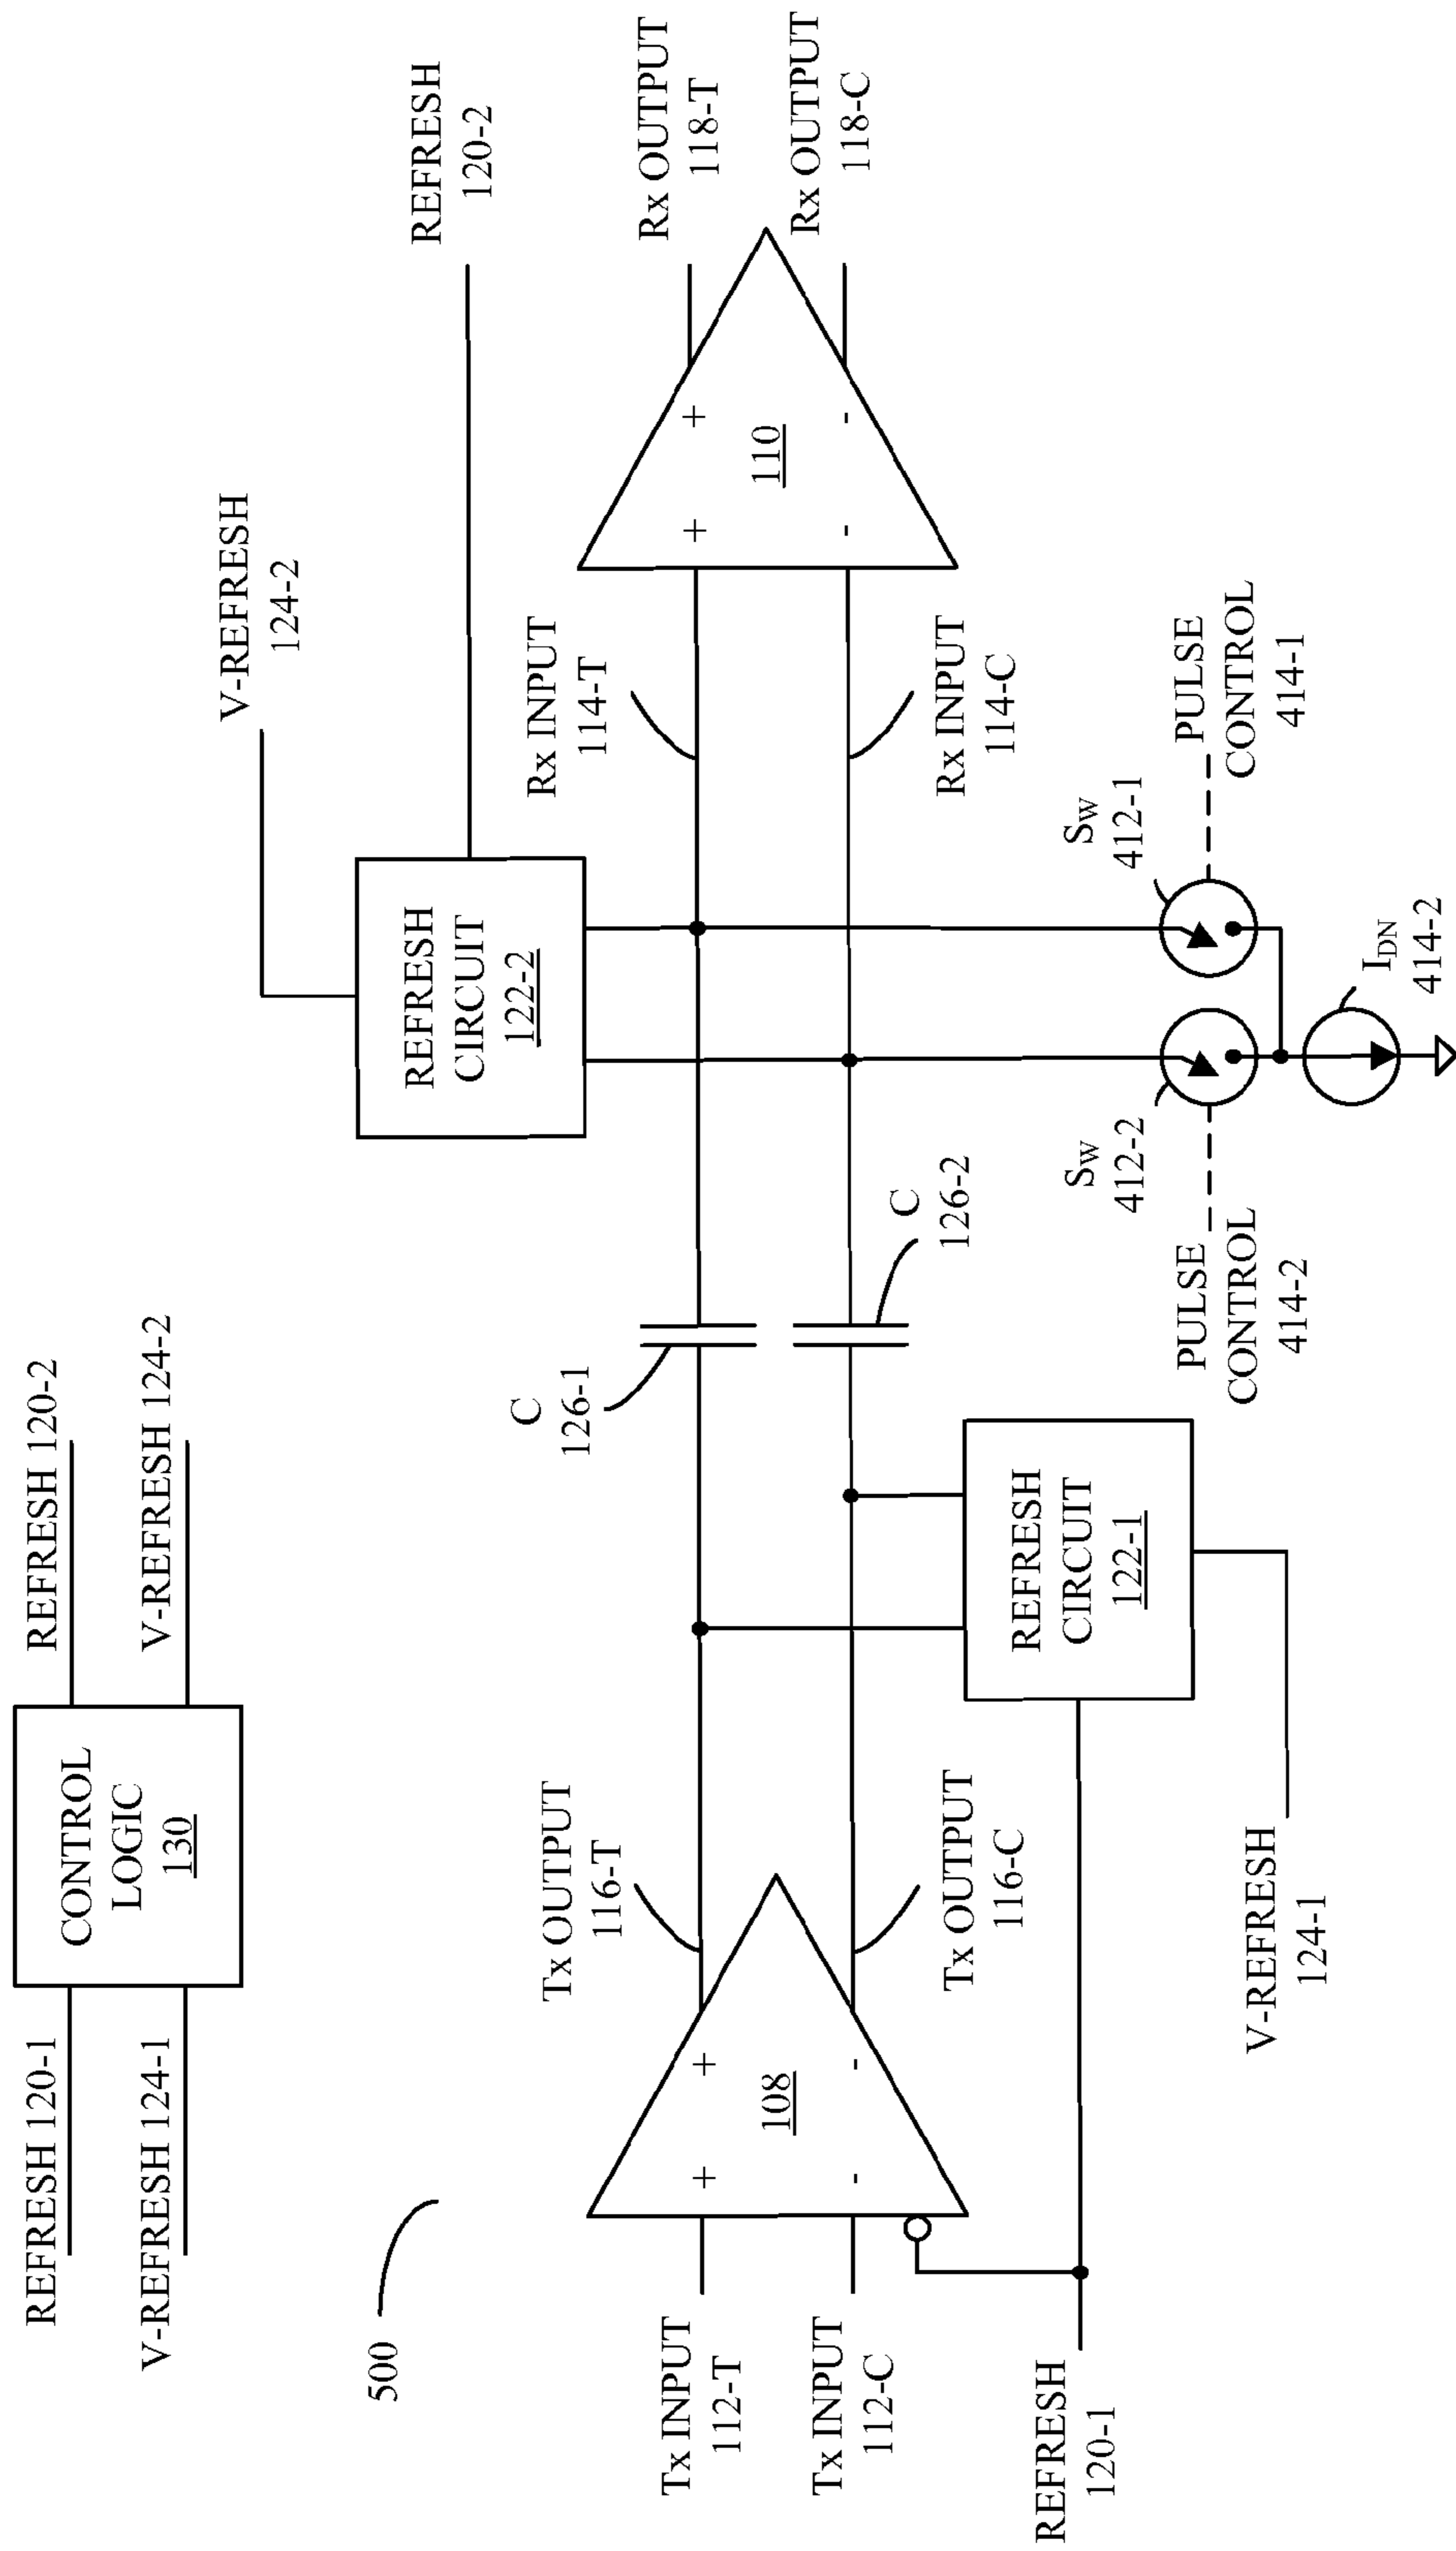 REFRESH 120-1
V-REFRESH 124-1
CONTROL
LOGIC
130
REFRESH 120-2
V-REFRESH 124-2
500
V-REFRESH
124-2
REFRESH
CIRCUIT
122-2
REFRESH
120-2
Tx INPUT
112-T
Tx INPUT
112-C
+
+
-
-
108
Tx OUTPUT
116-T
Tx OUTPUT
116-C
C
126-1
C
126-2
Rx INPUT
114-T
Rx INPUT
114-C
+
+
-
-
110
Rx OUTPUT
118-T
Rx OUTPUT
118-C
REFRESH
120-1
REFRESH
CIRCUIT
122-1
V-REFRESH
124-1
PULSE
CONTROL
414-2
SW
412-2
SW
412-1
PULSE
CONTROL
414-1
IDN
414-2